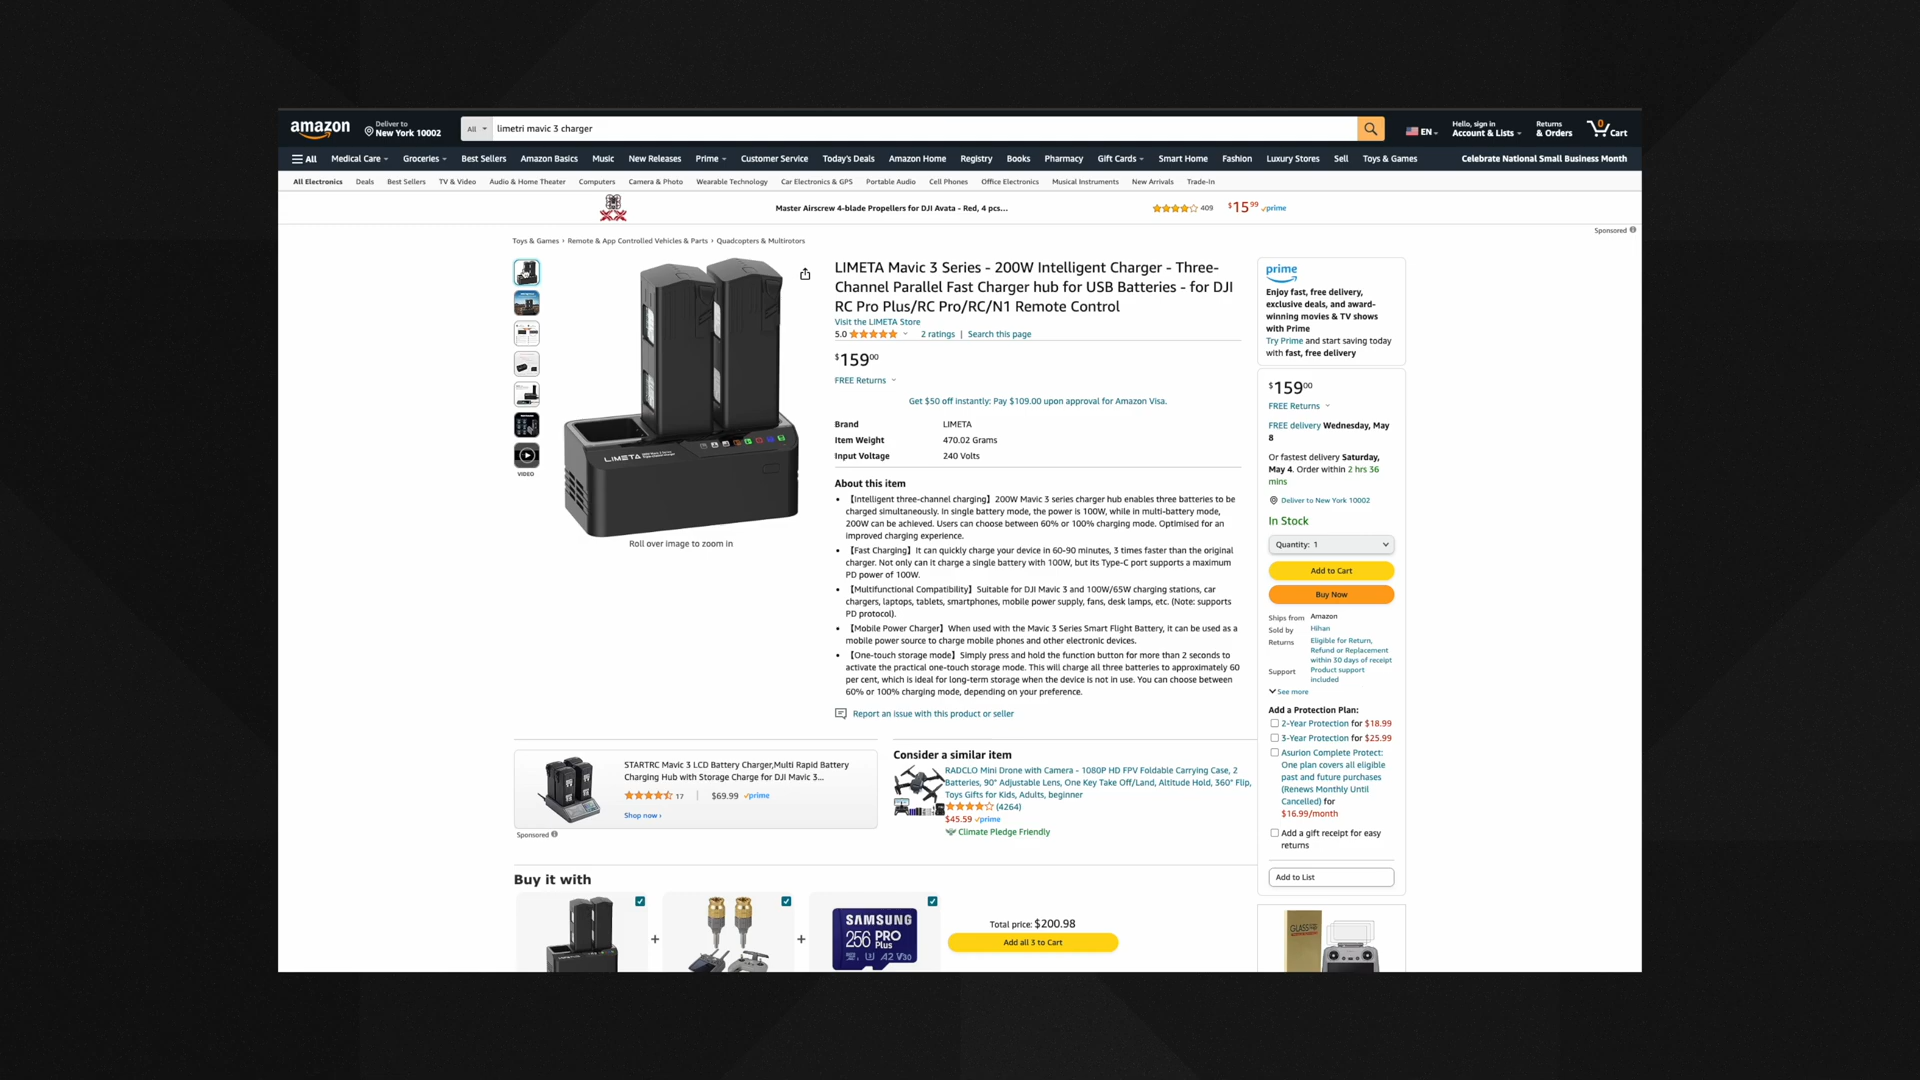 amazon
Deliver to
New York 10002
All
limetri mavic 3 charger
EN
Hello, sign in
Account & Lists
Returns
& Orders
0
Cart
All
Medical Care
Groceries
Best Sellers
Amazon Basics
Music
New Releases
Prime
Customer Service
Today's Deals
Amazon Home
Registry
Books
Pharmacy
Gift Cards
Smart Home
Fashion
Luxury Stores
Sell
Toys & Games
Celebrate National Small Business Month
All Electronics
Deals
Best Sellers
TV & Video
Audio & Home Theater
Computers
Camera & Photo
Wearable Technology
Car Electronics & GPS
Portable Audio
Cell Phones
Office Electronics
Musical Instruments
New Arrivals
Trade-In
Master Airscrew 4-blade Propellers for DJI Avata - Red, 4 pcs...
409
$15.99
prime
Sponsored
Toys & Games › Remote & App Controlled Vehicles & Parts › Quadcopters & Multirotors
VIDEO
LIMETA
Roll over image to zoom in
LIMETA Mavic 3 Series - 200W Intelligent Charger - Three-
Channel Parallel Fast Charger hub for USB Batteries - for DJI
RC Pro Plus/RC Pro/RC/N1 Remote Control
Visit the LIMETA Store
5.0
2 ratings | Search this page
$159.00
FREE Returns
Get $50 off instantly: Pay $109.00 upon approval for Amazon Visa.
Brand LIMETA
Item Weight 470.02 Grams
Input Voltage 240 Volts
About this item
• 【Intelligent three-channel charging】200W Mavic 3 series charger hub enables three batteries to be
charged simultaneously. In single battery mode, the power is 100W, while in multi-battery mode,
200W can be achieved. Users can choose between 60% or 100% charging mode. Optimised for an
improved charging experience.
• 【Fast Charging】It can quickly charge your device in 60-90 minutes, 3 times faster than the original
charger. Not only can it charge a single battery with 100W, but its Type-C port supports a maximum
PD power of 100W.
• 【Multifunctional Compatibility】Suitable for DJI Mavic 3 and 100W/65W charging stations, car
chargers, laptops, tablets, smartphones, mobile power supply, fans, desk lamps, etc. (Note: supports
PD protocol).
• 【Mobile Power Charger】When used with the Mavic 3 Series Smart Flight Battery, it can be used as a
mobile power source to charge mobile phones and other electronic devices.
• 【One-touch storage mode】Simply press and hold the function button for more than 2 seconds to
activate the practical one-touch storage mode. This will charge all three batteries to approximately 60
per cent, which is ideal for long-term storage when the device is not in use. You can choose between
60% or 100% charging mode, depending on your preference.
Report an issue with this product or seller
prime
Enjoy fast, free delivery,
exclusive deals, and award-
winning movies & TV shows
with Prime
Try Prime and start saving today
with fast, free delivery
$159.00
FREE Returns
FREE delivery Wednesday, May
8
Or fastest delivery Saturday,
May 4. Order within 2 hrs 36
mins
Deliver to New York 10002
In Stock
Quantity: 1
Add to Cart
Buy Now
Ships from Amazon
Sold by Hihan
Returns Eligible for Return,
Refund or Replacement
within 30 days of receipt
Support Product support
included
See more
Add a Protection Plan:
2-Year Protection for $18.99
3-Year Protection for $25.99
Asurion Complete Protect:
One plan covers all eligible
past and future purchases
(Renews Monthly Until
Cancelled) for
$16.99/month
Add a gift receipt for easy
returns
Add to List
STARTRC Mavic 3 LCD Battery Charger,Multi Rapid Battery
Charging Hub with Storage Charge for DJI Mavic 3...
17 | $69.99 prime
Shop now ›
Sponsored
Consider a similar item
RADCLO Mini Drone with Camera - 1080P HD FPV Foldable Carrying Case, 2
Batteries, 90° Adjustable Lens, One Key Take Off/Land, Altitude Hold, 360° Flip,
Toys Gifts for Kids, Adults, beginner
(4264)
$45.59 prime
Climate Pledge Friendly
Buy it with
+
+
SAMSUNG
256 PRO
Plus
U3 A2 V30
Total price: $200.98
Add all 3 to Cart
GLASS